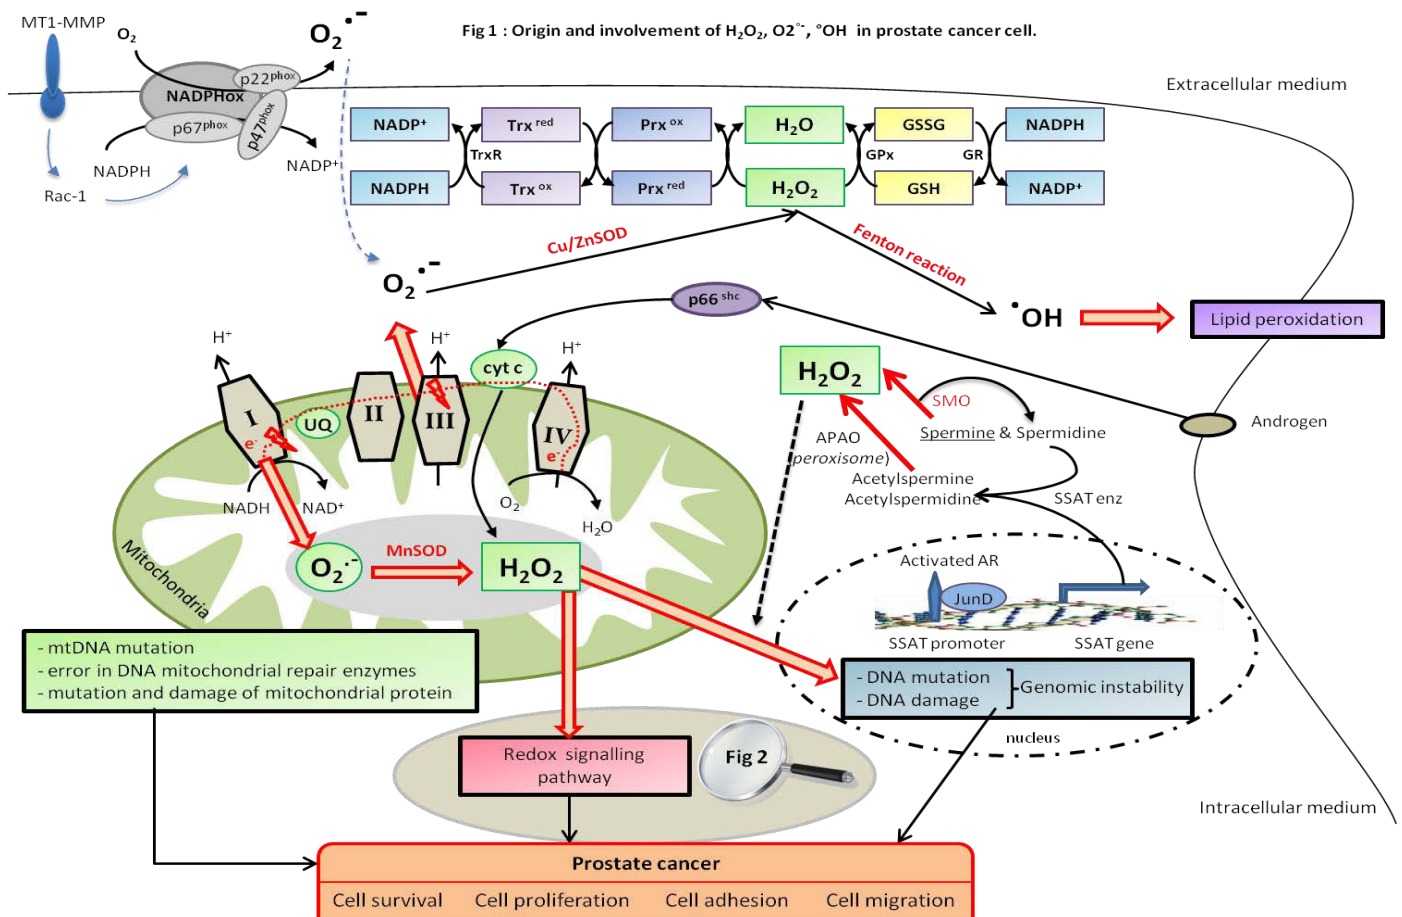 MT1-MMP
O₂
O₂•-
Fig 1 : Origin and involvement of H₂O₂, O2°-, °OH in prostate cancer cell.
Extracellular medium
p22phox
NADPHox
p67phox
p47phox
NADPH
NADP⁺
Rac-1
NADP⁺
Trx red
Prx ox
H₂O
GSSG
NADPH
TrxR
GPx
GR
NADPH
Trx ox
Prx red
H₂O₂
GSH
NADP⁺
Cu/ZnSOD
Fenton reaction
O₂•-
p66 shc
•OH
Lipid peroxidation
H⁺
H⁺
H⁺
cyt c
H₂O₂
SMO
Androgen
I
UQ
II
III
IV
e-
e-
Spermine & Spermidine
APAO
(peroxisome)
Acetylspermine
Acetylspermidine
SSAT enz
NADH
NAD⁺
O₂
H₂O
Mitochondria
O₂•-
MnSOD
H₂O₂
Activated AR
JunD
SSAT promoter
SSAT gene
- mtDNA mutation
- error in DNA mitochondrial repair enzymes
- mutation and damage of mitochondrial protein
- DNA mutation
- DNA damage
Genomic instability
nucleus
Redox signalling
pathway
Fig 2
Intracellular medium
Prostate cancer
Cell survival Cell proliferation Cell adhesion Cell migration